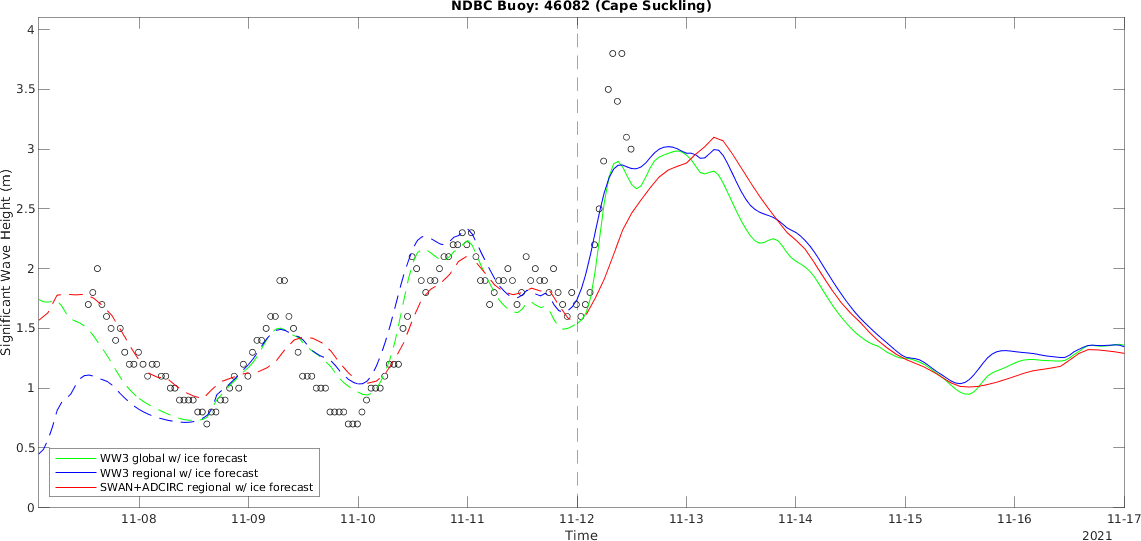 NDBC Buoy: 46082 (Cape Suckling)
Significant Wave Height (m)
4
3.5
3
2.5
2
1.5
1
0.5
0
WW3 global w/ ice forecast
WW3 regional w/ ice forecast
SWAN+ADCIRC regional w/ ice forecast
11-08 11-09 11-10 11-11 11-12 11-13 11-14 11-15 11-16 11-17
Time
2021